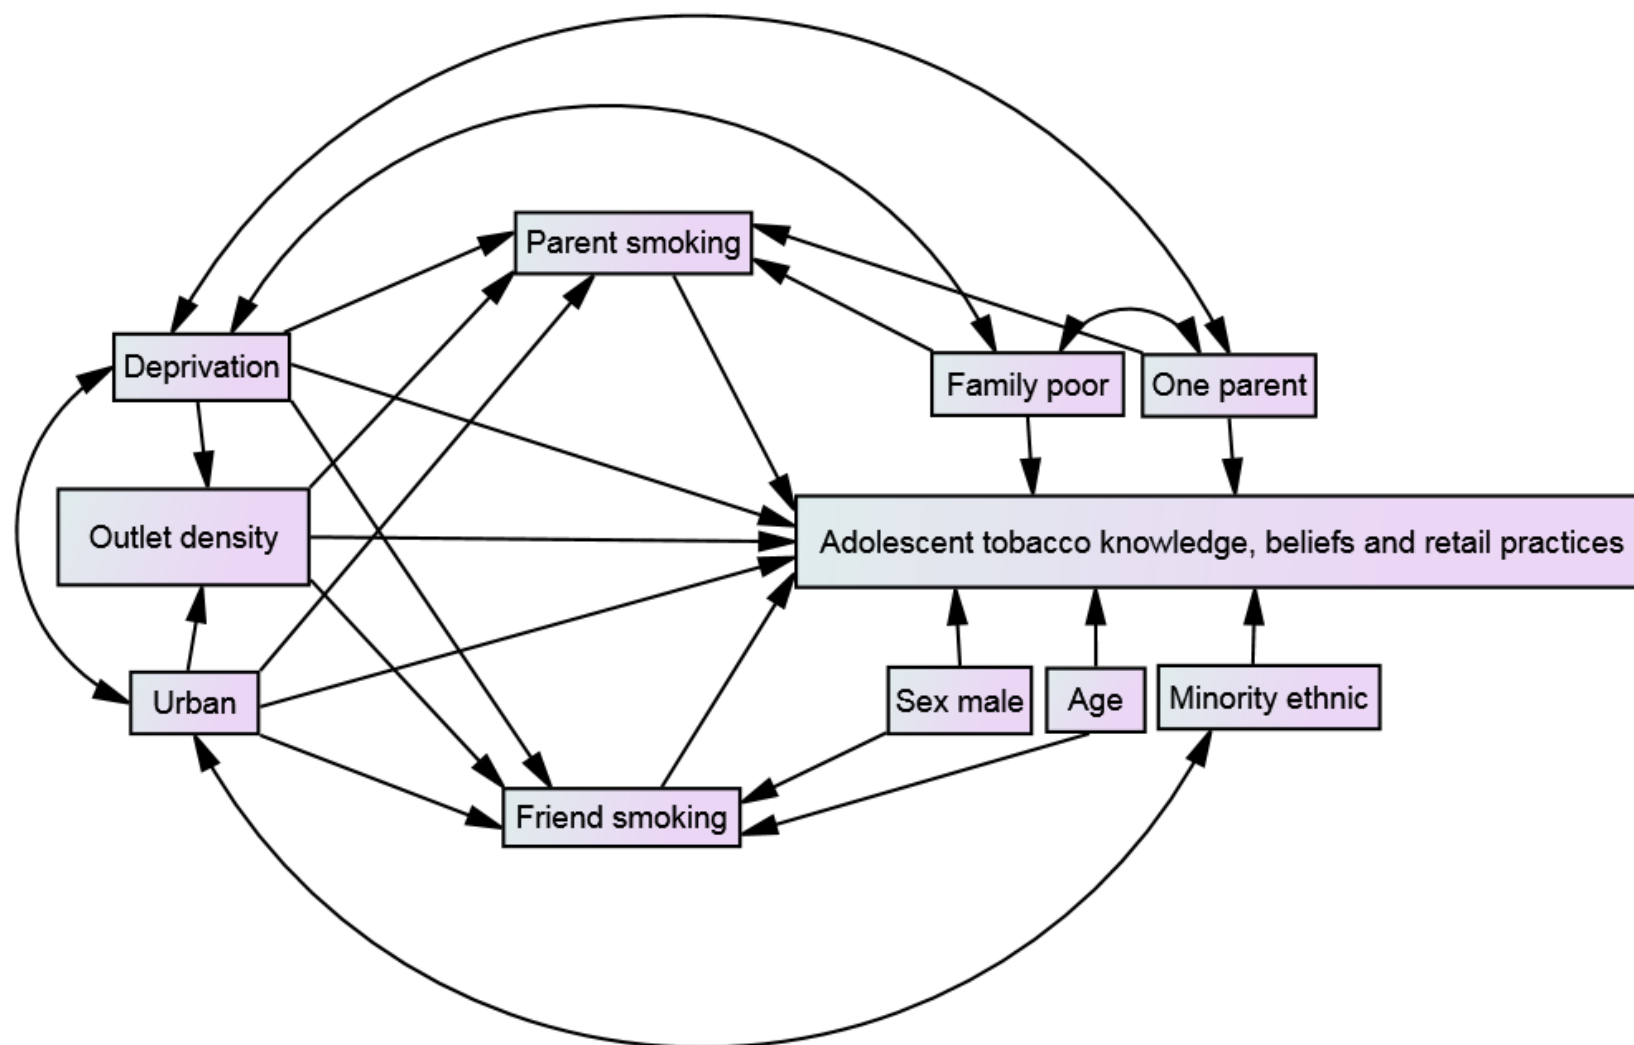 Parent smoking
Deprivation
Family poor
One parent
Outlet density
Adolescent tobacco knowledge, beliefs and retail practices
Urban
Sex male
Age
Minority ethnic
Friend smoking